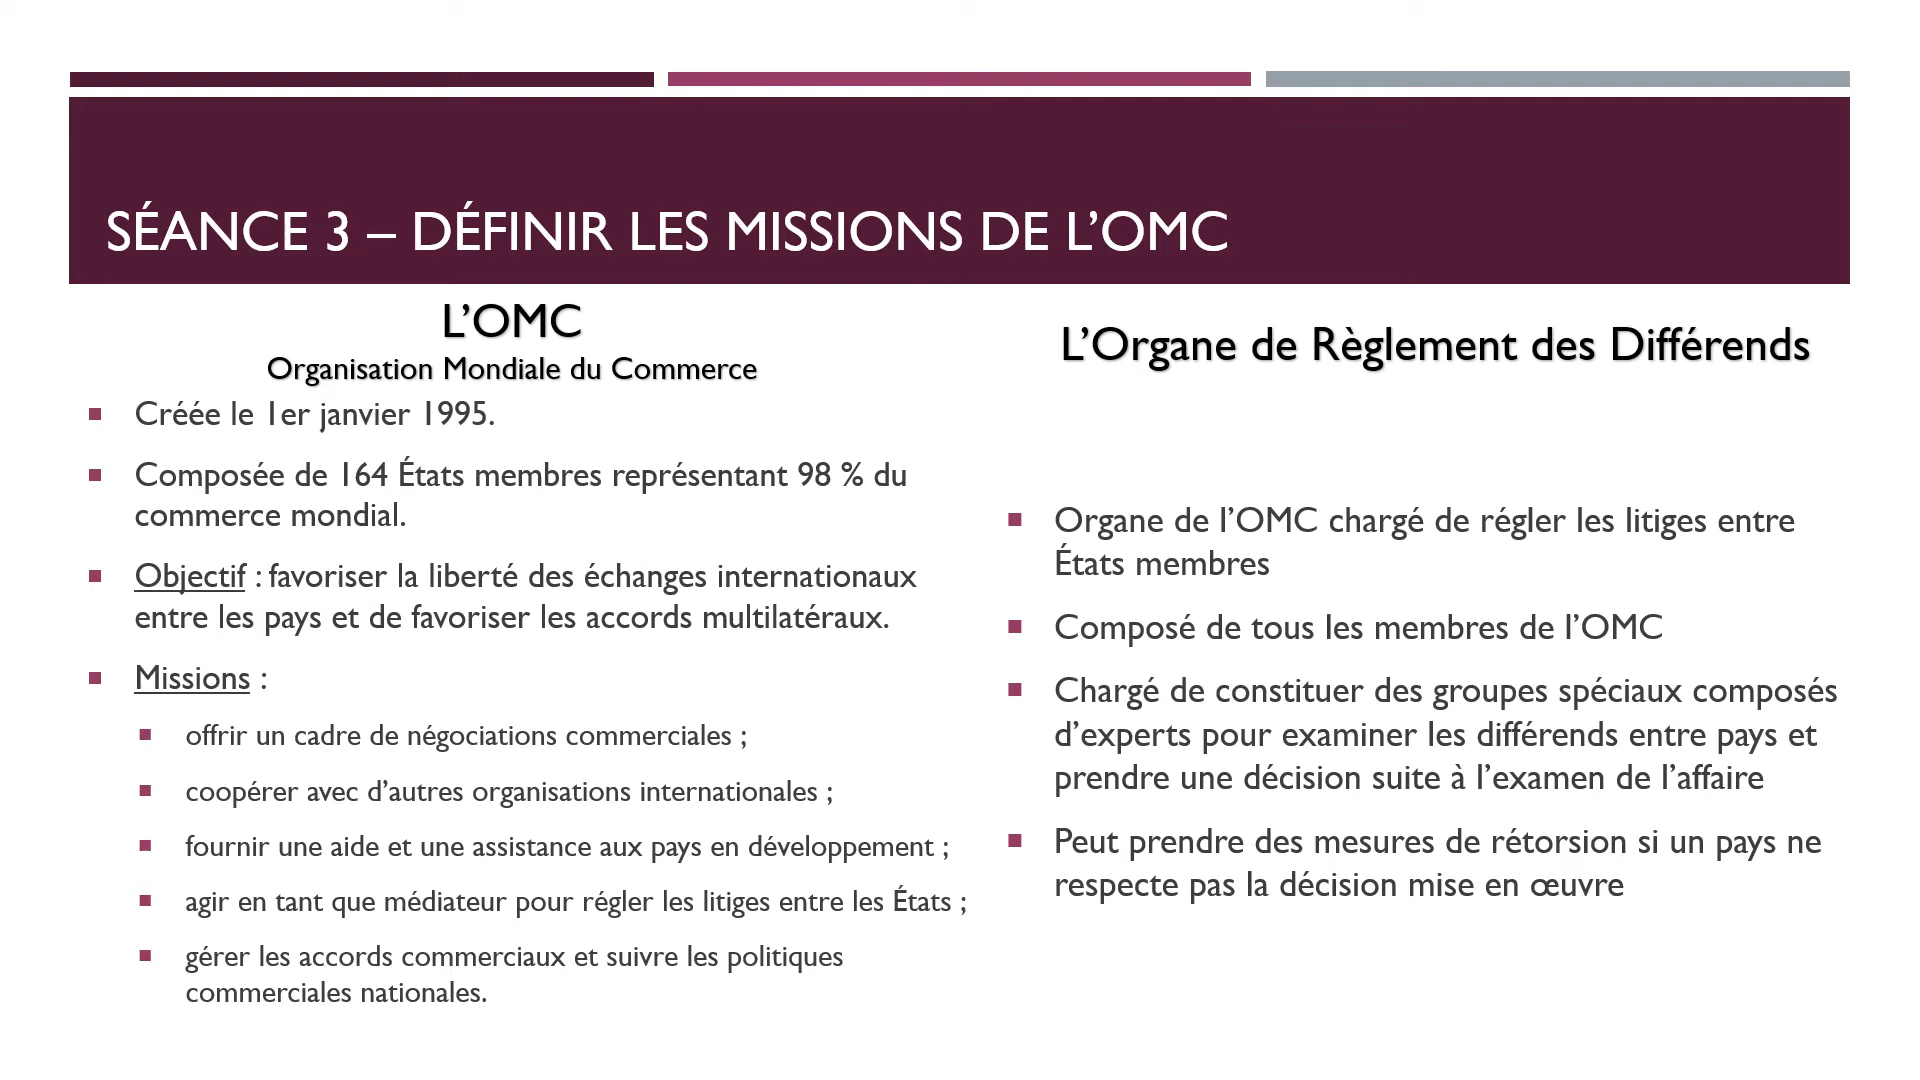 SÉANCE 3 – DÉFINIR LES MISSIONS DE L’OMC
L’OMC
Organisation Mondiale du Commerce
Créée le 1er janvier 1995.
Composée de 164 États membres représentant 98 % du
commerce mondial.
Objectif : favoriser la liberté des échanges internationaux
entre les pays et de favoriser les accords multilatéraux.
Missions :
offrir un cadre de négociations commerciales ;
coopérer avec d’autres organisations internationales ;
fournir une aide et une assistance aux pays en développement ;
agir en tant que médiateur pour régler les litiges entre les États ;
gérer les accords commerciaux et suivre les politiques
commerciales nationales.
L’Organe de Règlement des Différends
Organe de l’OMC chargé de régler les litiges entre
États membres
Composé de tous les membres de l’OMC
Chargé de constituer des groupes spéciaux composés
d’experts pour examiner les différends entre pays et
prendre une décision suite à l’examen de l’affaire
Peut prendre des mesures de rétorsion si un pays ne
respecte pas la décision mise en œuvre